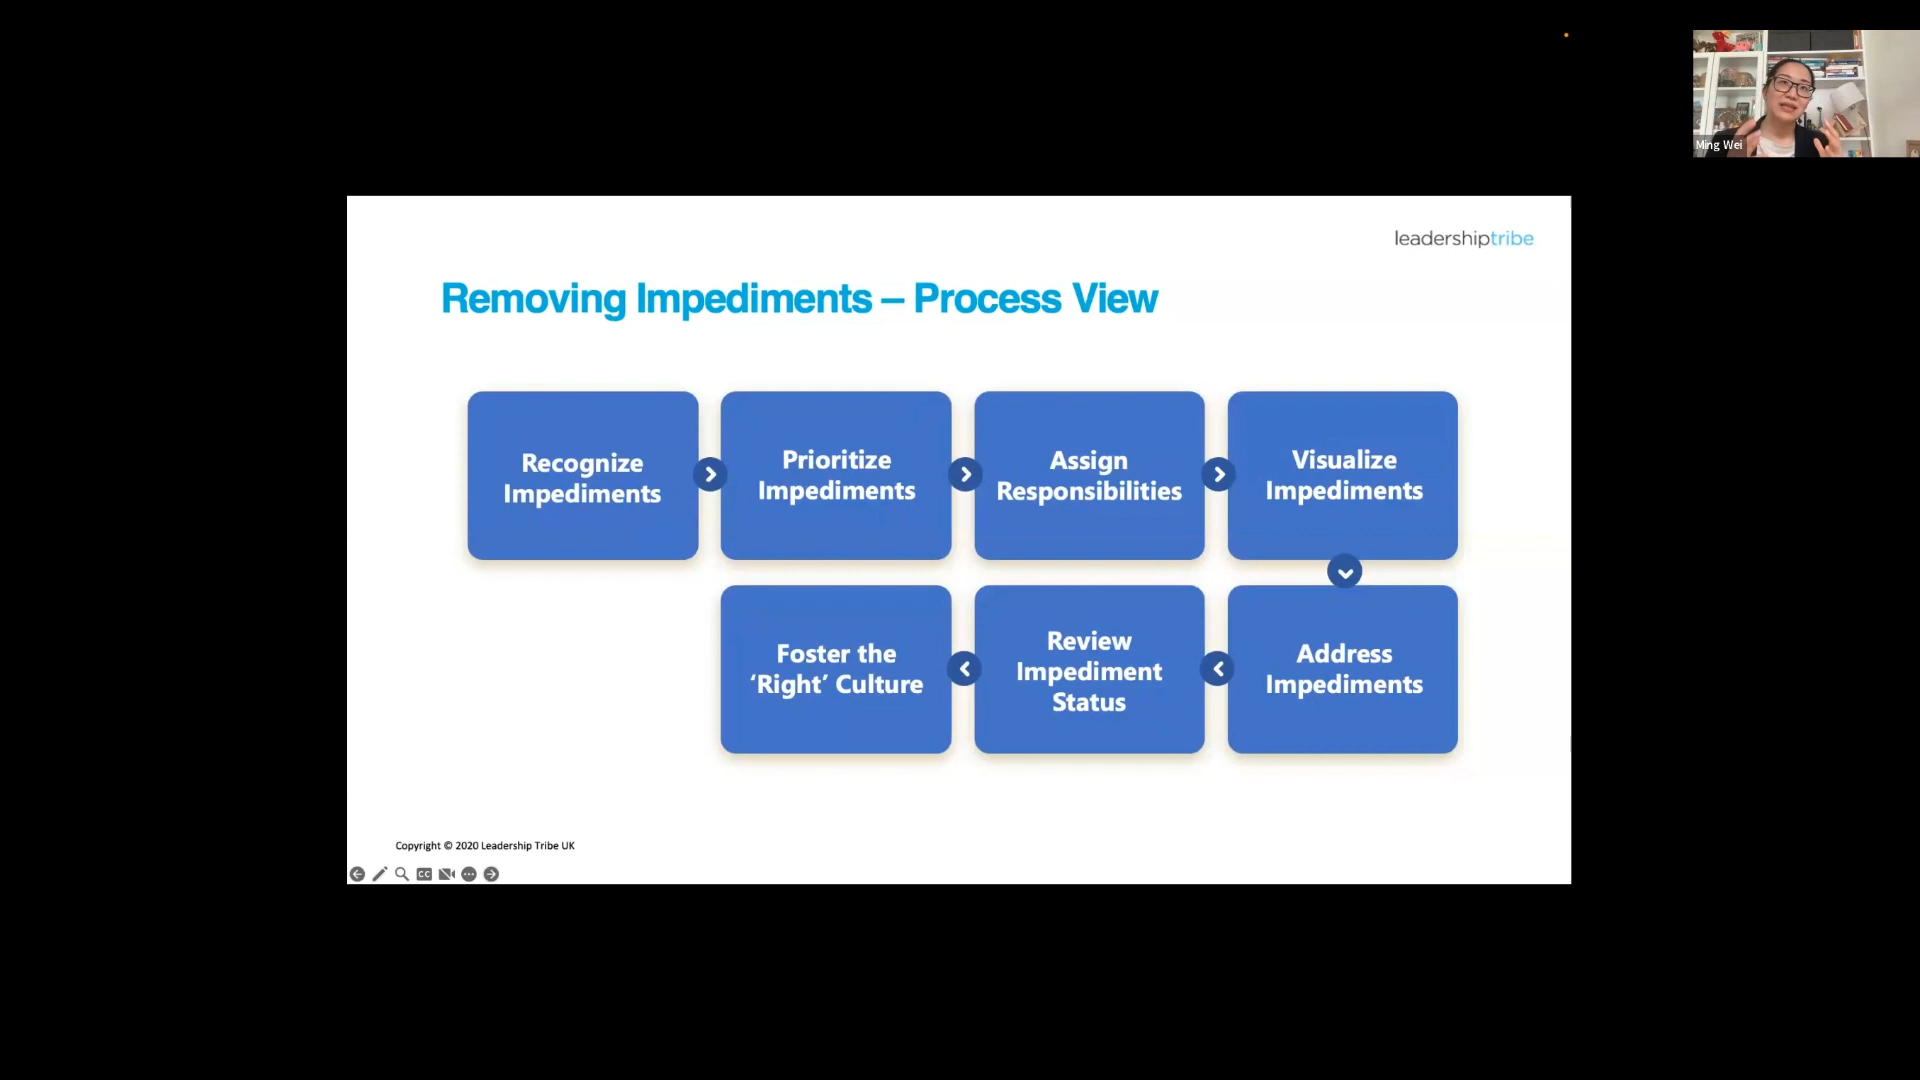 Ming Wei
leadershiptribe
Removing Impediments – Process View
Recognize
Impediments
Prioritize
Impediments
Assign
Responsibilities
Visualize
Impediments
Address
Impediments
Review
Impediment
Status
Foster the
‘Right’ Culture
Copyright © 2020 Leadership Tribe UK
CC